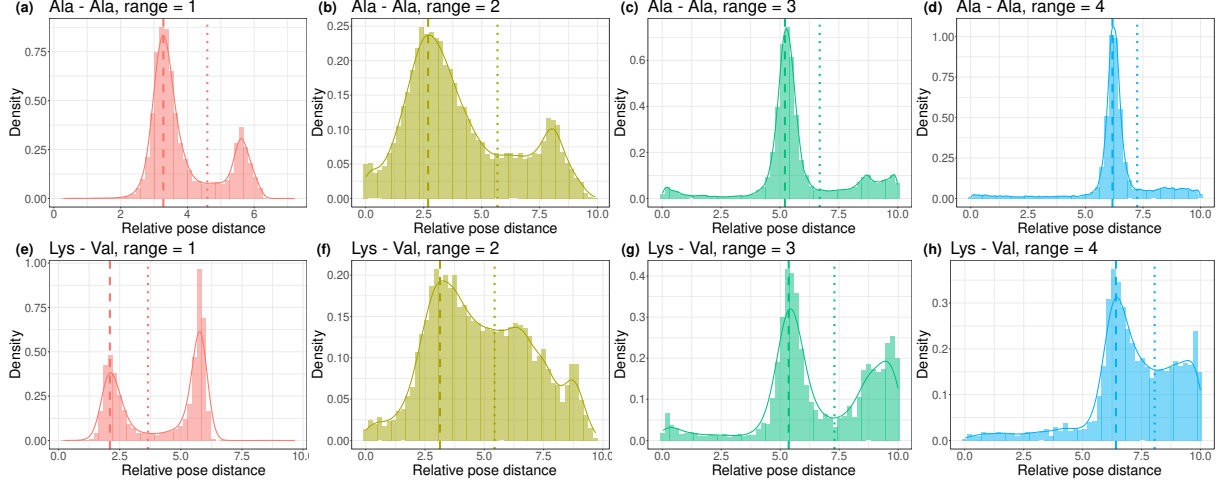 (a) Ala - Ala, range = 1
Density
0.75
0.50
0.25
0.00
0 2 4 6
Relative pose distance
(b) Ala - Ala, range = 2
Density
0.25
0.20
0.15
0.10
0.05
0.00
0.0 2.5 5.0 7.5 10.0
Relative pose distance
(c) Ala - Ala, range = 3
Density
0.6
0.4
0.2
0.0
0.0 2.5 5.0 7.5 10.0
Relative pose distance
(d) Ala - Ala, range = 4
Density
1.00
0.75
0.50
0.25
0.00
0.0 2.5 5.0 7.5 10.0
Relative pose distance
(e) Lys - Val, range = 1
Density
1.00
0.75
0.50
0.25
0.00
0.0 2.5 5.0 7.5 10.
Relative pose distance
(f) Lys - Val, range = 2
Density
0.20
0.15
0.10
0.05
0.00
0.0 2.5 5.0 7.5 10.0
Relative pose distance
(g) Lys - Val, range = 3
Density
0.4
0.3
0.2
0.1
0.0
0.0 2.5 5.0 7.5 10.0
Relative pose distance
(h) Lys - Val, range = 4
Density
0.3
0.2
0.1
0.0
0.0 2.5 5.0 7.5 10.0
Relative pose distance